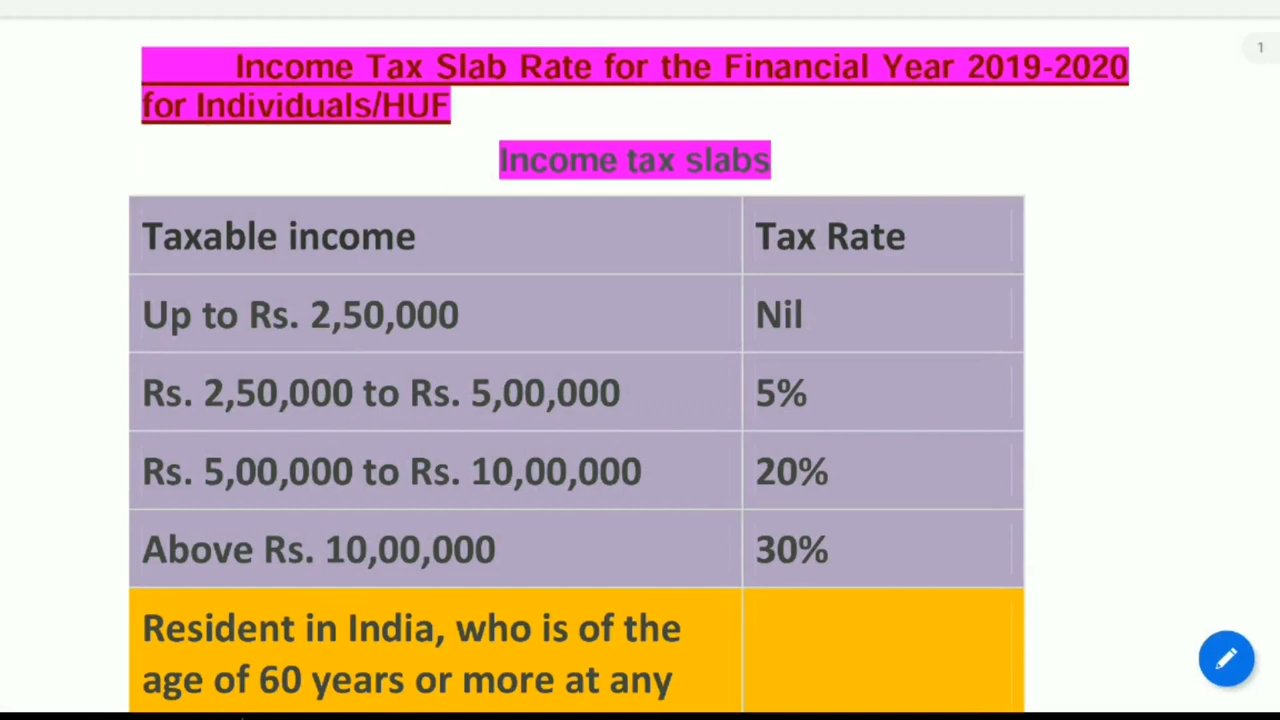 1
Income Tax Slab Rate for the Financial Year 2019-2020
for Individuals/HUF
Income tax slabs
Taxable income Tax Rate
Up to Rs. 2,50,000 Nil
Rs. 2,50,000 to Rs. 5,00,000 5%
Rs. 5,00,000 to Rs. 10,00,000 20%
Above Rs. 10,00,000 30%
Resident in India, who is of the
age of 60 years or more at any